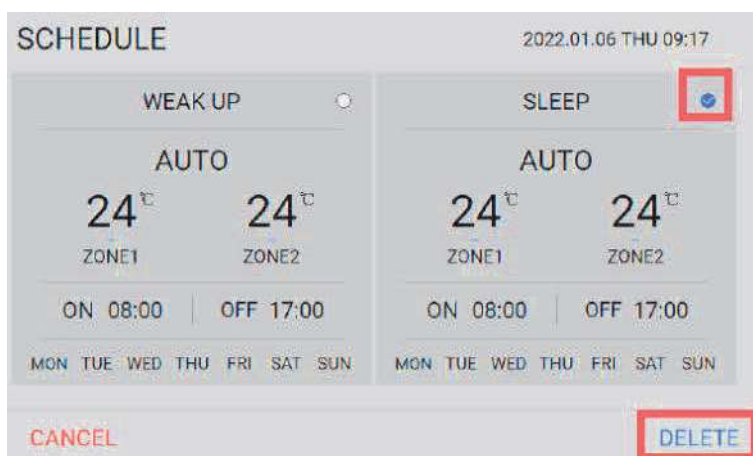 SCHEDULE 2022.01.06 THU 09:17
WEAK UP SLEEP
AUTO AUTO
24℃ 24℃ 24℃ 24℃
ZONE1 ZONE2 ZONE1 ZONE2
ON 08:00 OFF 17:00 ON 08:00 OFF 17:00
MON TUE WED THU FRI SAT SUN MON TUE WED THU FRI SAT SUN
CANCEL DELETE